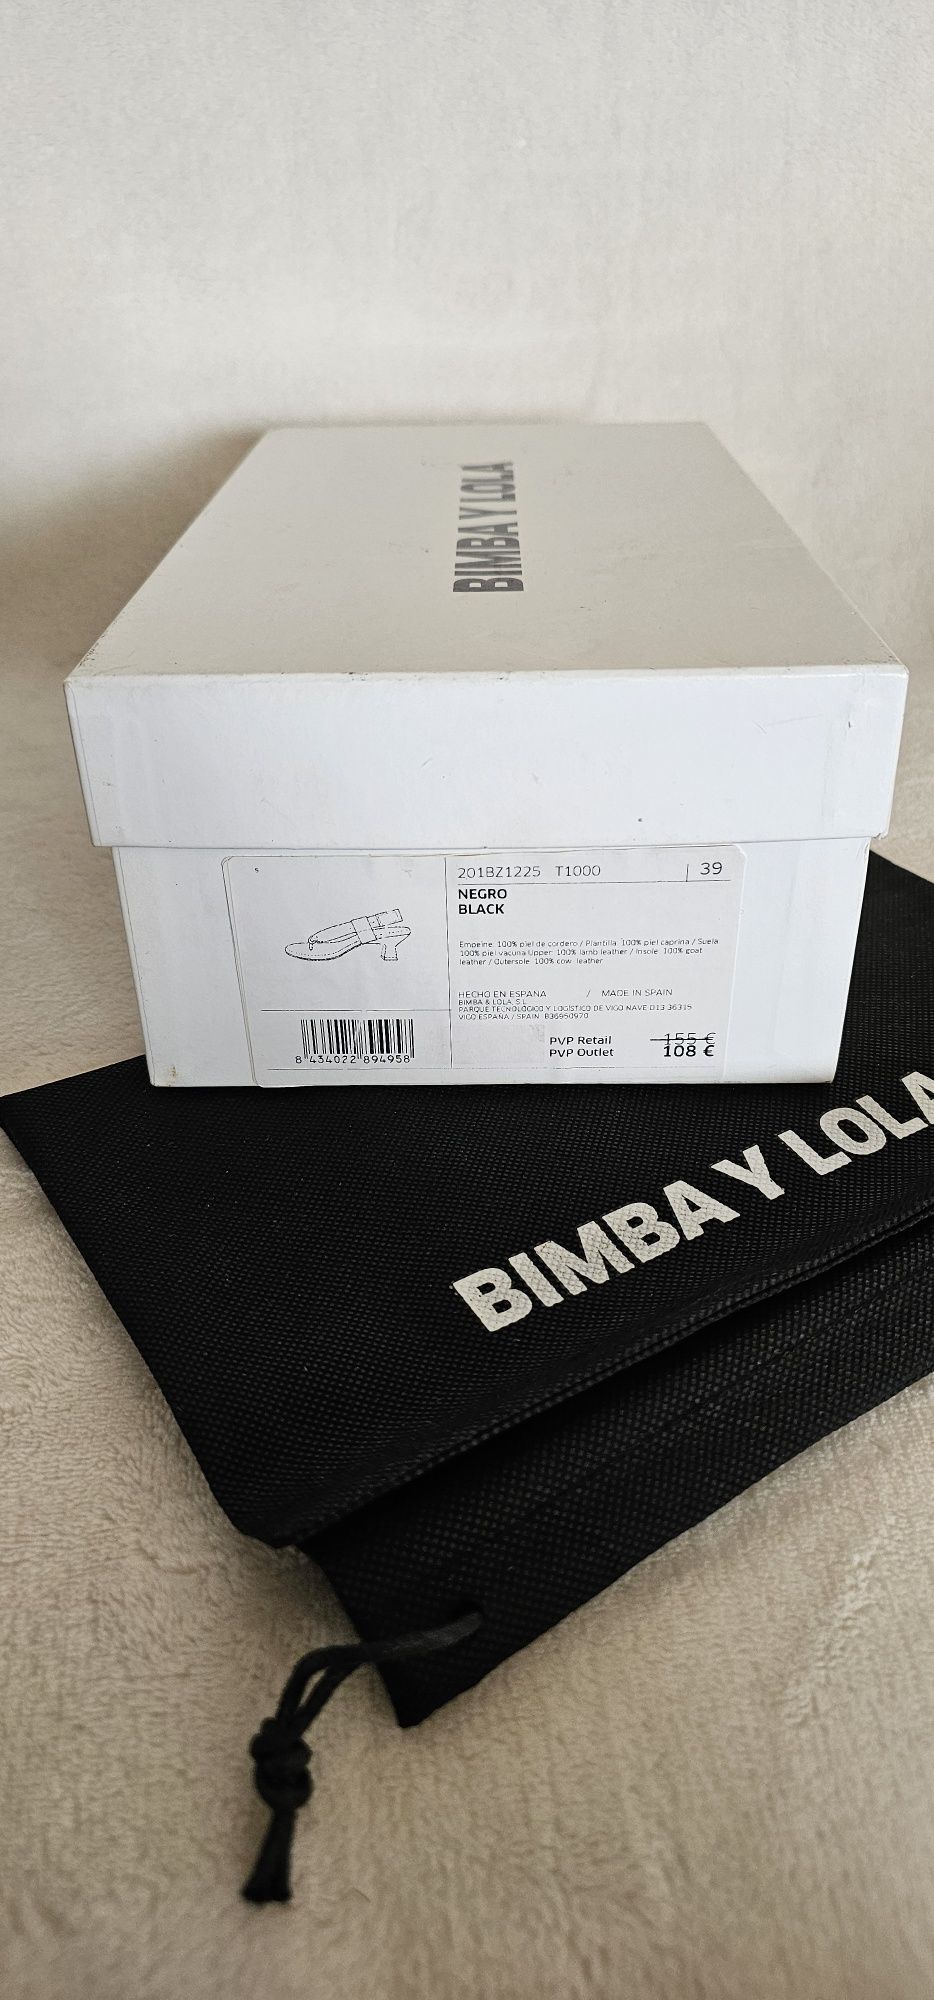 BIMBA Y LOLA
s
201BZ1225 T1000 | 39
NEGRO
BLACK
Empeine 100% piel de cordero / Plantilla 100% piel caprina / Suela
100% piel vacuna Upper 100% lamb leather / Insole 100% goat
leather / Outersole 100% cow leather
HECHO EN ESPAÑA / MADE IN SPAIN
BIMBA & LOLA, S.L
PARQUE TECNOLÓGICO Y LOGÍSTICO DE VIGO NAVE D13 36315
VIGO ESPAÑA / SPAIN B36950970
PVP Retail 155 €
PVP Outlet 108 €
8 434022 894958
BIMBA Y LOLA